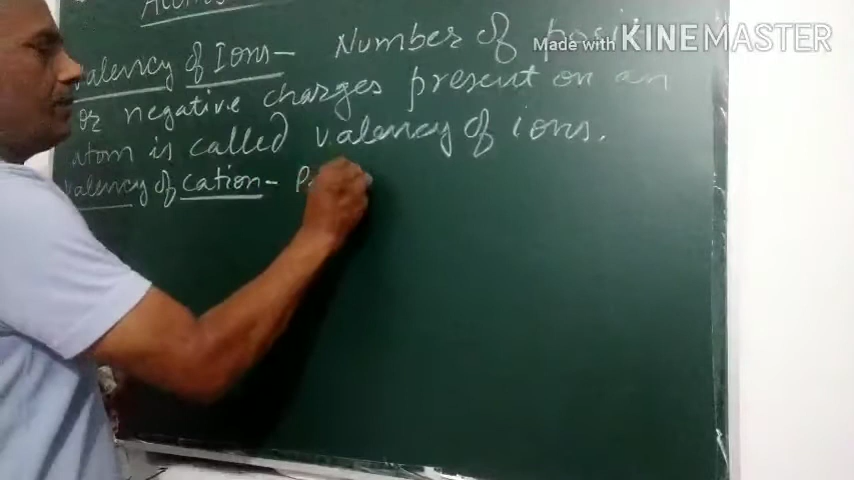 Valency of Ions- Number of
or negative charges present on an
atom is called valency of ions.
Valency of cation- P
Made with KINEMASTER